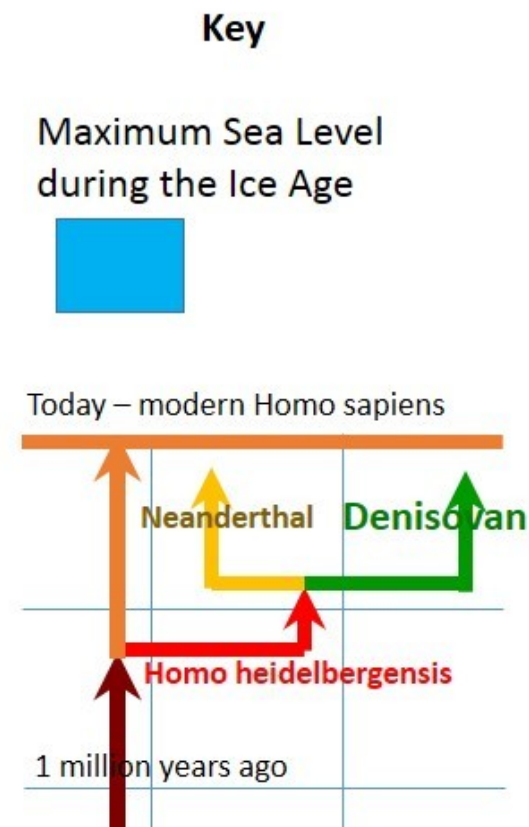 Key
Maximum Sea Level
during the Ice Age
Today – modern Homo sapiens
Neanderthal
Denisovan
Homo heidelbergensis
1 million years ago